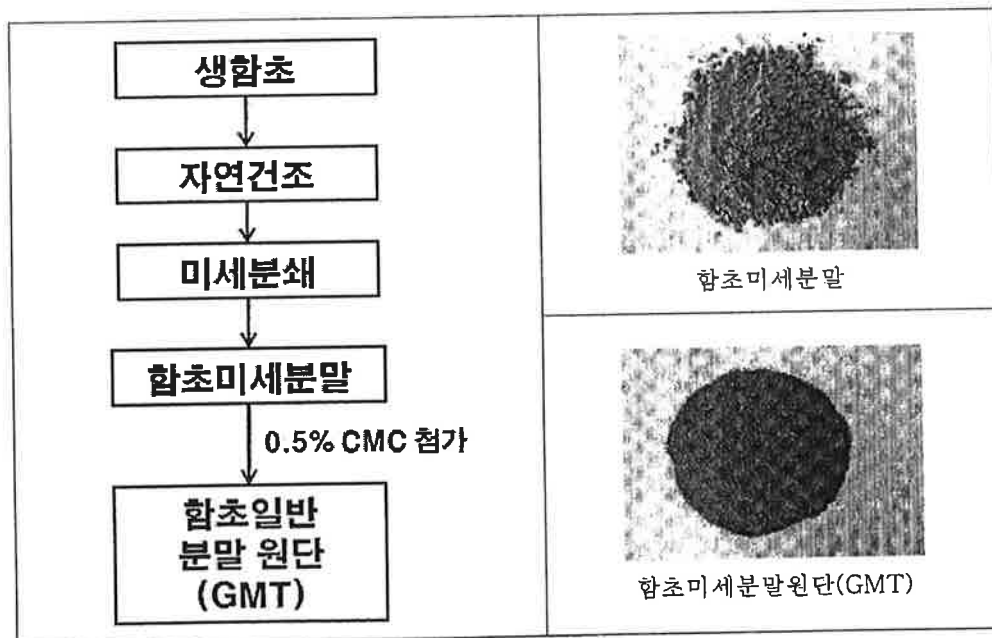 생함초
자연건조
미세분쇄
함초미세분말
0.5% CMC 첨가
함초일반
분말 원단
(GMT)
함초미세분말
함초미세분말원단(GMT)